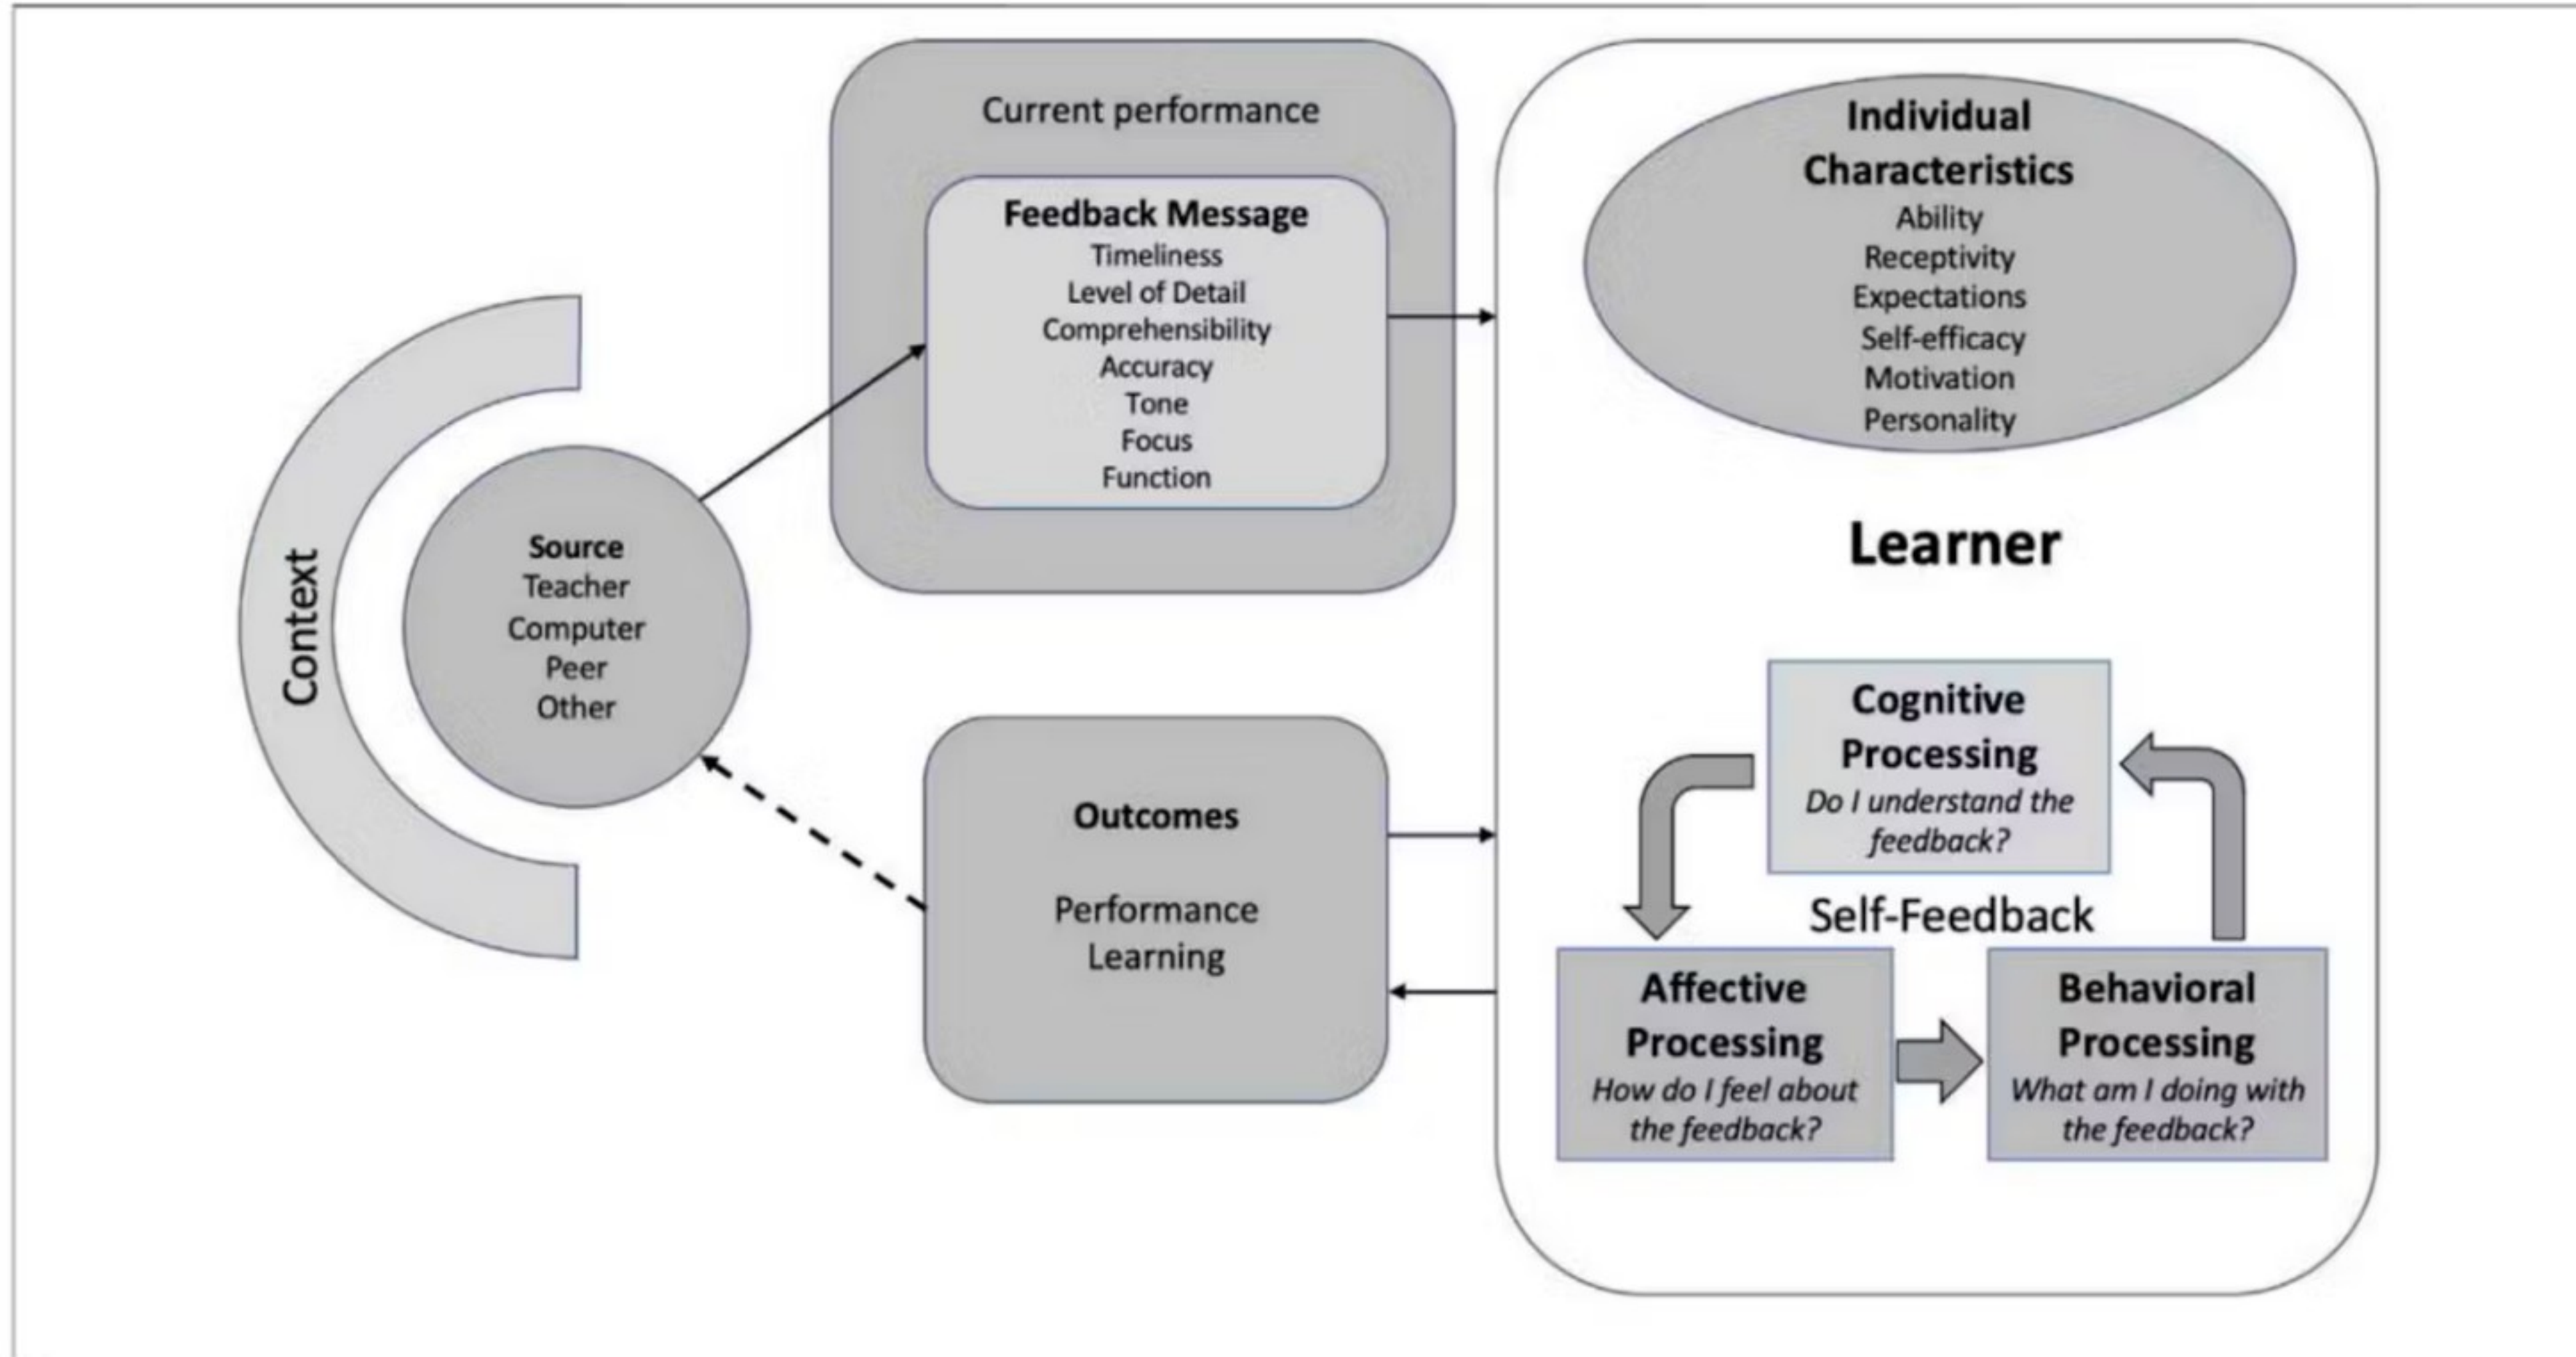 Context
Source
Teacher
Computer
Peer
Other
Current performance
Feedback Message
Timeliness
Level of Detail
Comprehensibility
Accuracy
Tone
Focus
Function
Outcomes
Performance
Learning
Individual
Characteristics
Ability
Receptivity
Expectations
Self-efficacy
Motivation
Personality
Learner
Cognitive
Processing
Do I understand the
feedback?
Self-Feedback
Affective
Processing
How do I feel about
the feedback?
Behavioral
Processing
What am I doing with
the feedback?